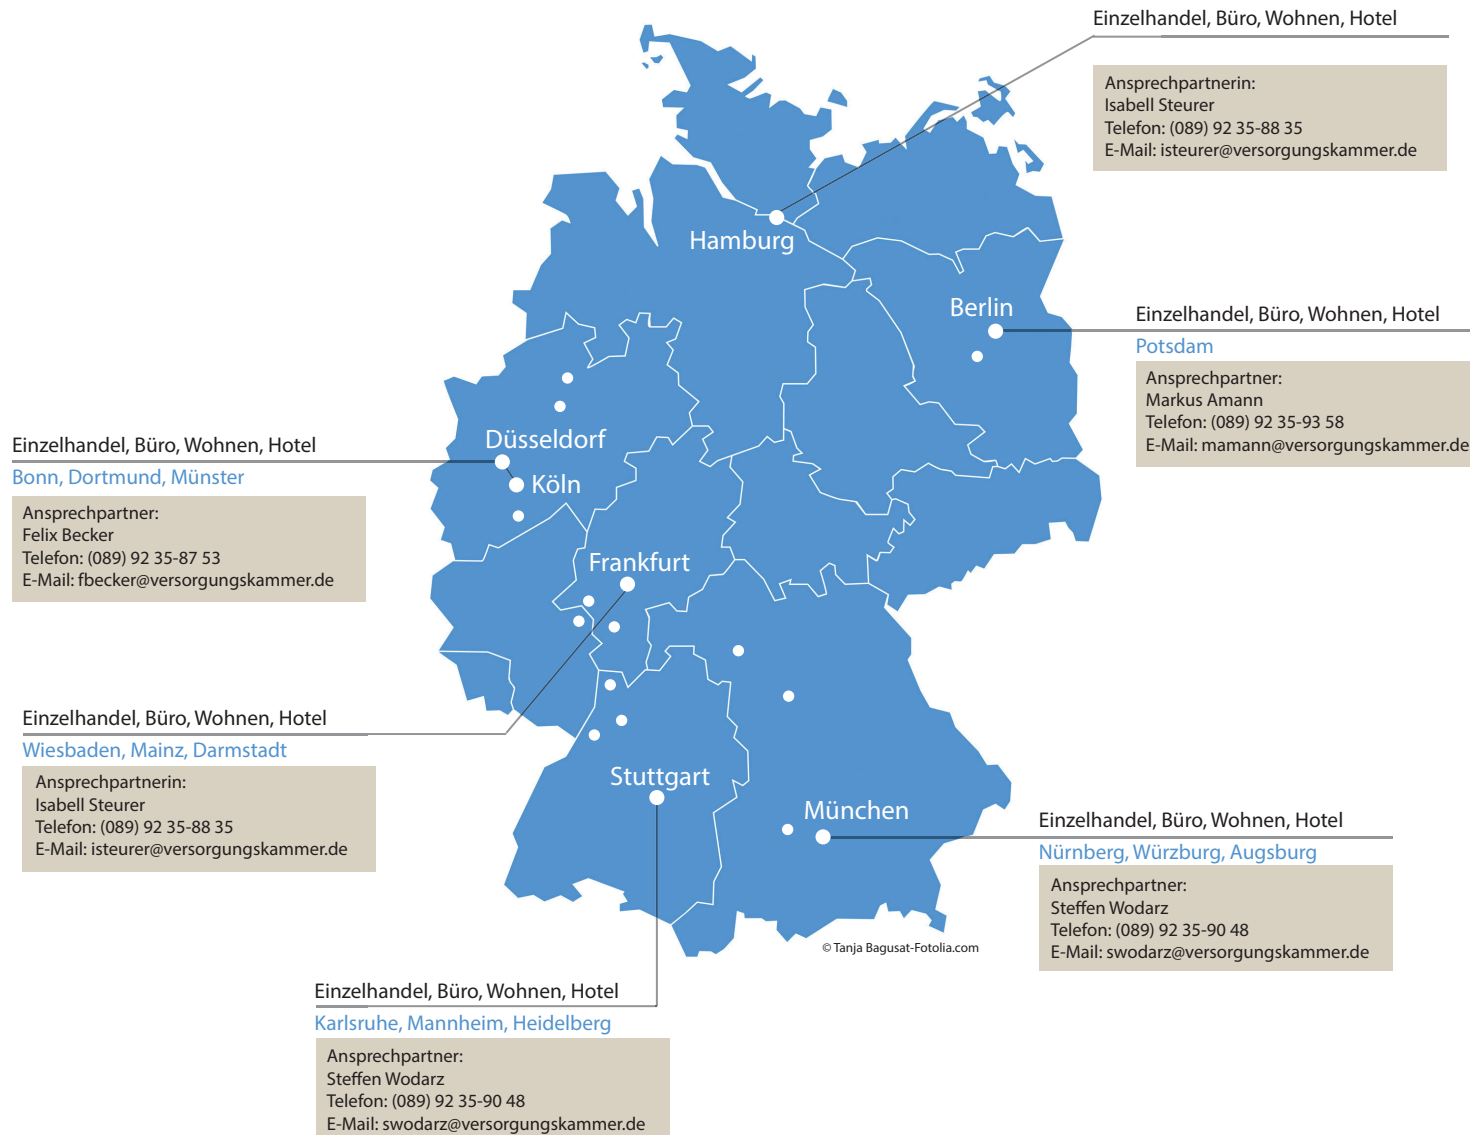 Einzelhandel, Büro, Wohnen, Hotel
Ansprechpartnerin:
Isabell Steurer
Telefon: (089) 92 35-88 35
E-Mail: isteurer@versorgungskammer.de
Hamburg
Berlin
Einzelhandel, Büro, Wohnen, Hotel
Potsdam
Ansprechpartner:
Markus Amann
Telefon: (089) 92 35-93 58
E-Mail: mamann@versorgungskammer.de
Düsseldorf
Köln
Einzelhandel, Büro, Wohnen, Hotel
Bonn, Dortmund, Münster
Ansprechpartner:
Felix Becker
Telefon: (089) 92 35-87 53
E-Mail: fbecker@versorgungskammer.de
Frankfurt
Einzelhandel, Büro, Wohnen, Hotel
Wiesbaden, Mainz, Darmstadt
Ansprechpartnerin:
Isabell Steurer
Telefon: (089) 92 35-88 35
E-Mail: isteurer@versorgungskammer.de
Stuttgart
München
Einzelhandel, Büro, Wohnen, Hotel
Nürnberg, Würzburg, Augsburg
Ansprechpartner:
Steffen Wodarz
Telefon: (089) 92 35-90 48
E-Mail: swodarz@versorgungskammer.de
© Tanja Bagusat-Fotolia.com
Einzelhandel, Büro, Wohnen, Hotel
Karlsruhe, Mannheim, Heidelberg
Ansprechpartner:
Steffen Wodarz
Telefon: (089) 92 35-90 48
E-Mail: swodarz@versorgungskammer.de